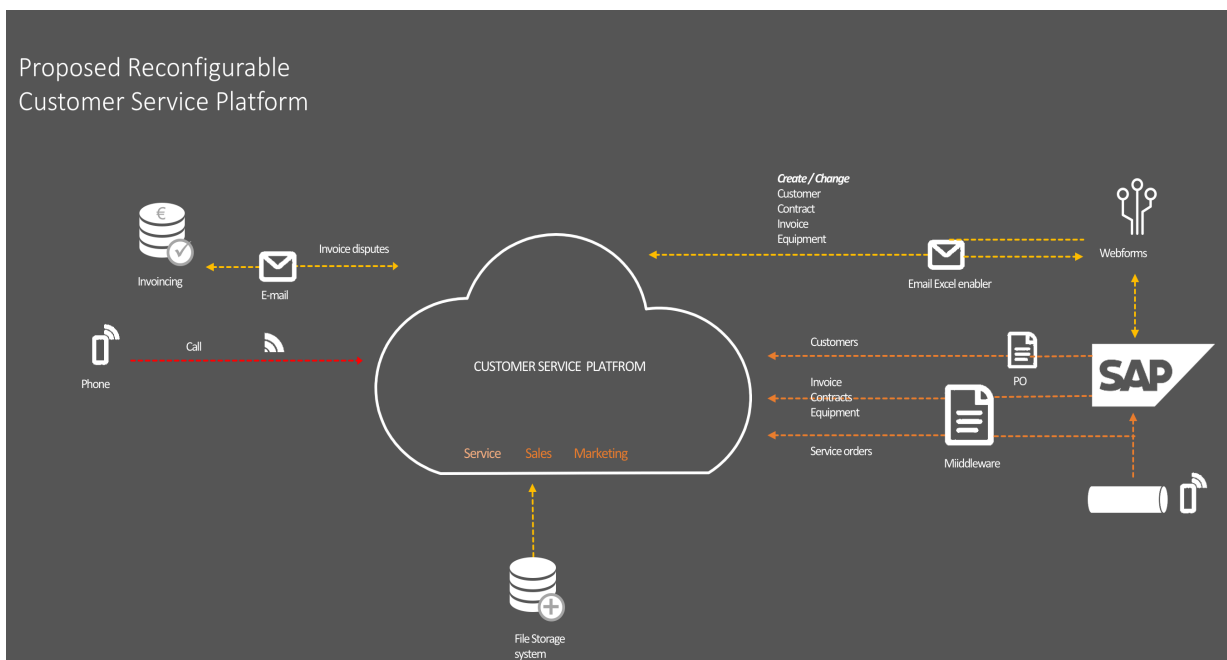 Proposed Reconfigurable
Customer Service Platform
Create / Change
Customer
Contract
Invoice
Equipment
€
Invoincing
E-mail
Invoice disputes
Email Excel enabler
Webforms
Phone
Call
CUSTOMER SERVICE PLATFROM
Service Sales Marketing
Customers
PO
SAP
Invoice
Contracts
Equipment
Service orders
Miiddleware
File Storage
system